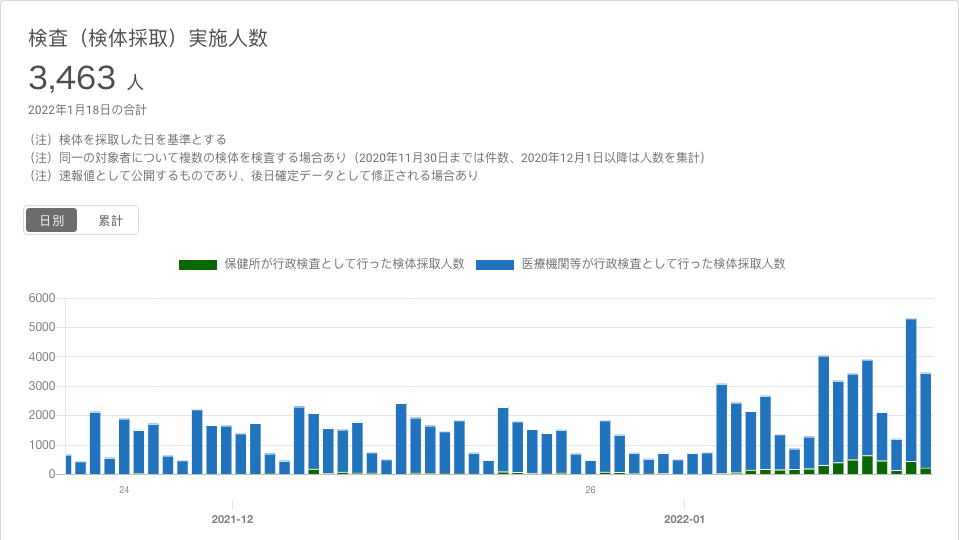 検査（検体採取）実施人数
3,463 人
2022年1月18日の合計
（注）検体を採取した日を基準とする
（注）同一の対象者について複数の検体を検査する場合あり（2020年11月30日までは件数、2020年12月1日以降は人数を集計）
（注）速報値として公開するものであり、後日確定データとして修正される場合あり
日別 累計
保健所が行政検査として行った検体採取人数 医療機関等が行政検査として行った検体採取人数
6000
5000
4000
3000
2000
1000
0
24 26
2021-12 2022-01